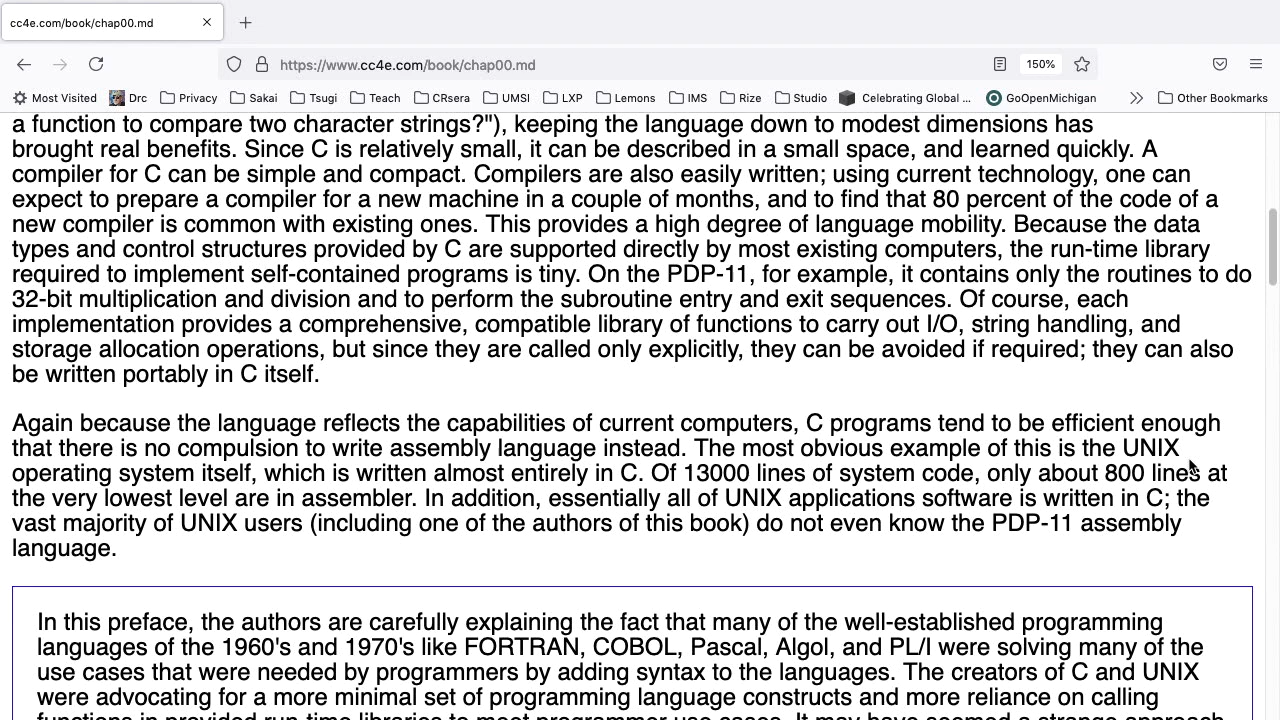 cc4e.com/book/chap00.md
https://www.cc4e.com/book/chap00.md
150%
Most Visited Drc Privacy Sakai Tsugi Teach CRsera UMSI LXP Lemons IMS Rize Studio Celebrating Global ... GoOpenMichigan Other Bookmarks
a function to compare two character strings?"), keeping the language down to modest dimensions has
brought real benefits. Since C is relatively small, it can be described in a small space, and learned quickly. A
compiler for C can be simple and compact. Compilers are also easily written; using current technology, one can
expect to prepare a compiler for a new machine in a couple of months, and to find that 80 percent of the code of a
new compiler is common with existing ones. This provides a high degree of language mobility. Because the data
types and control structures provided by C are supported directly by most existing computers, the run-time library
required to implement self-contained programs is tiny. On the PDP-11, for example, it contains only the routines to do
32-bit multiplication and division and to perform the subroutine entry and exit sequences. Of course, each
implementation provides a comprehensive, compatible library of functions to carry out I/O, string handling, and
storage allocation operations, but since they are called only explicitly, they can be avoided if required; they can also
be written portably in C itself.
Again because the language reflects the capabilities of current computers, C programs tend to be efficient enough
that there is no compulsion to write assembly language instead. The most obvious example of this is the UNIX
operating system itself, which is written almost entirely in C. Of 13000 lines of system code, only about 800 lines at
the very lowest level are in assembler. In addition, essentially all of UNIX applications software is written in C; the
vast majority of UNIX users (including one of the authors of this book) do not even know the PDP-11 assembly
language.
In this preface, the authors are carefully explaining the fact that many of the well-established programming
languages of the 1960's and 1970's like FORTRAN, COBOL, Pascal, Algol, and PL/I were solving many of the
use cases that were needed by programmers by adding syntax to the languages. The creators of C and UNIX
were advocating for a more minimal set of programming language constructs and more reliance on calling
functions in provided run-time libraries to meet programmer use cases. It may have seemed a strange approach